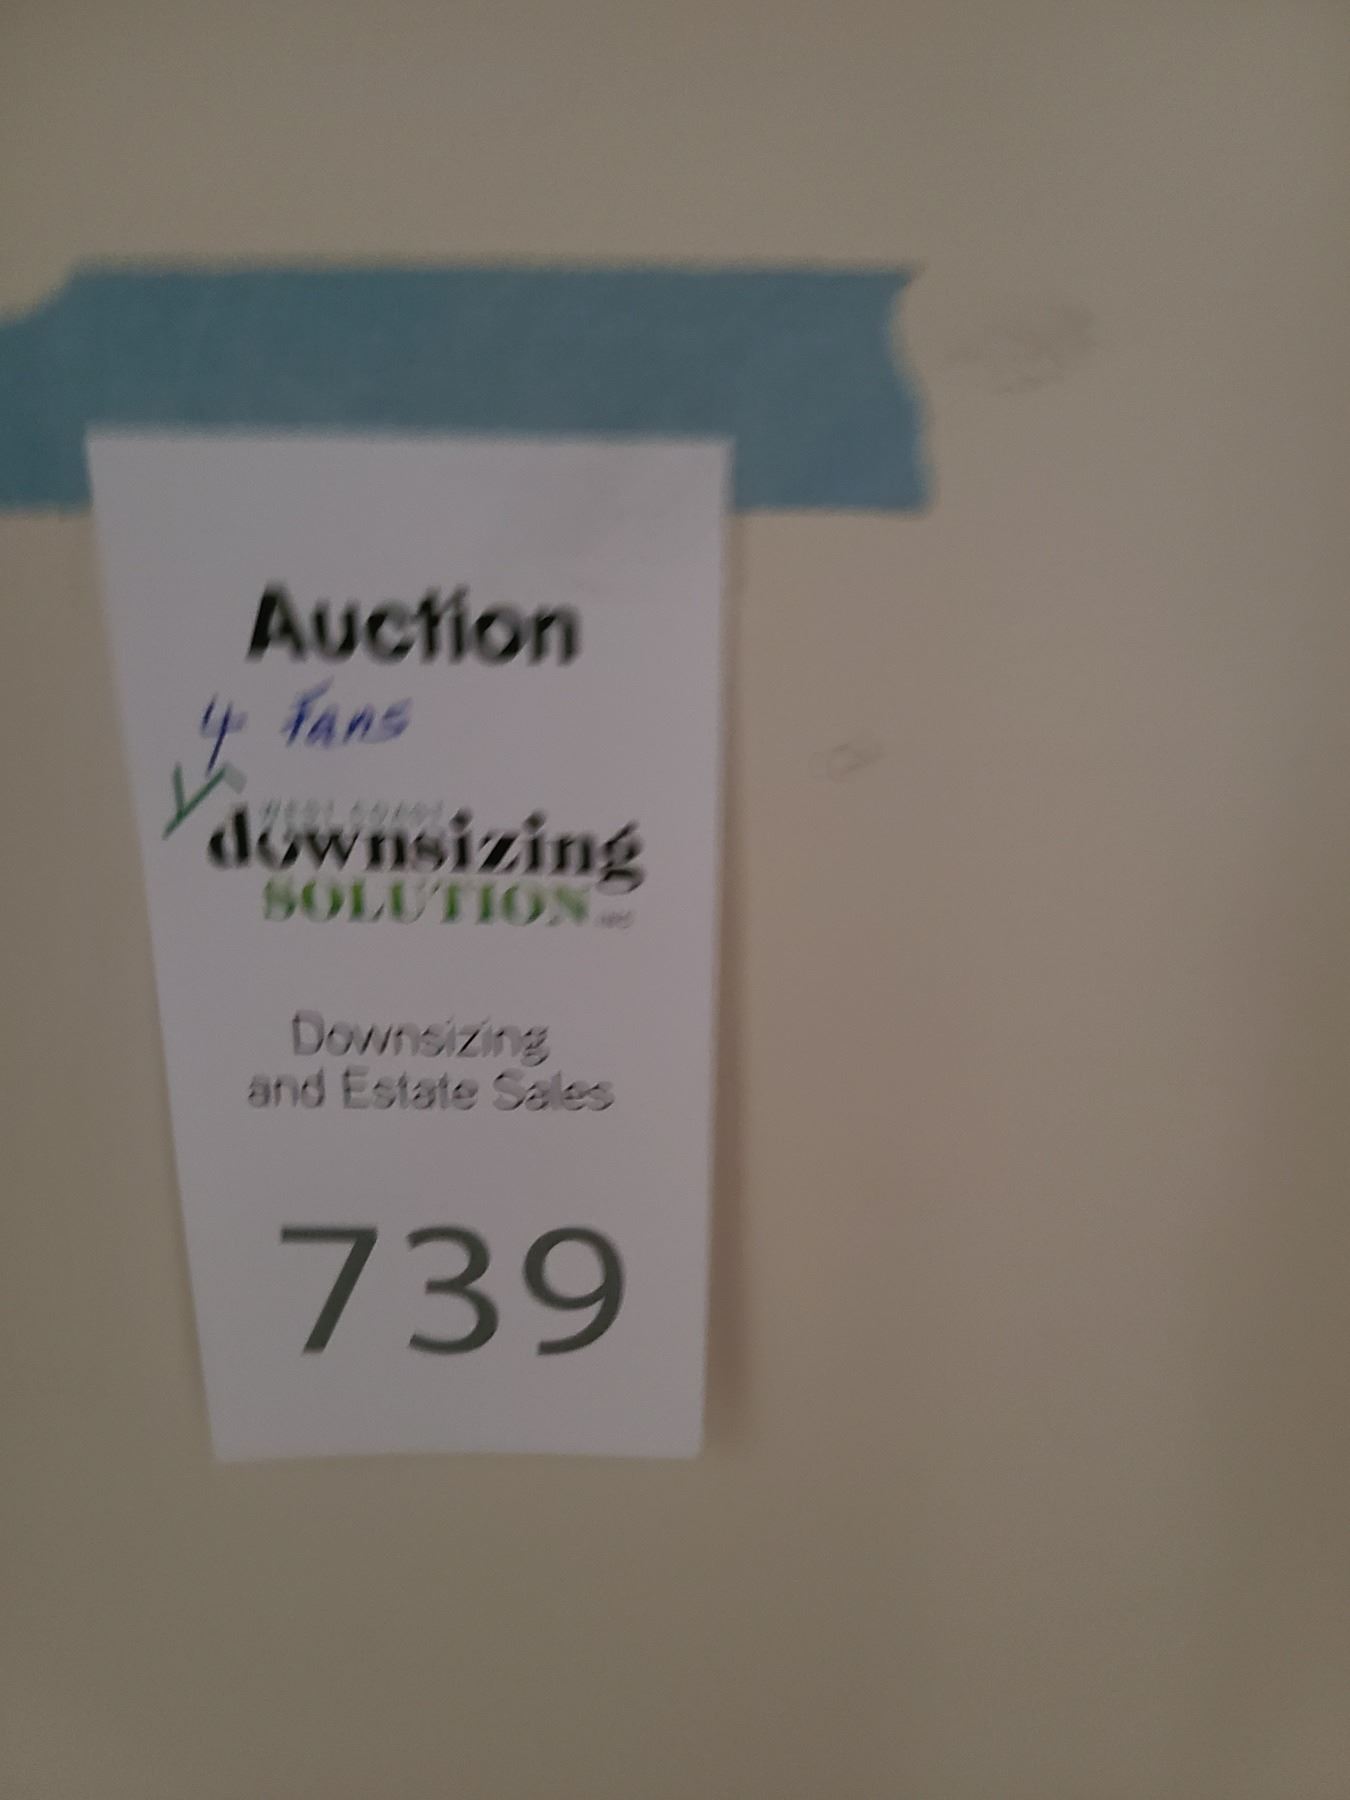 Auction
4 Fans
downsizing
SOLUTION
Downsizing
and Estate Sales
739